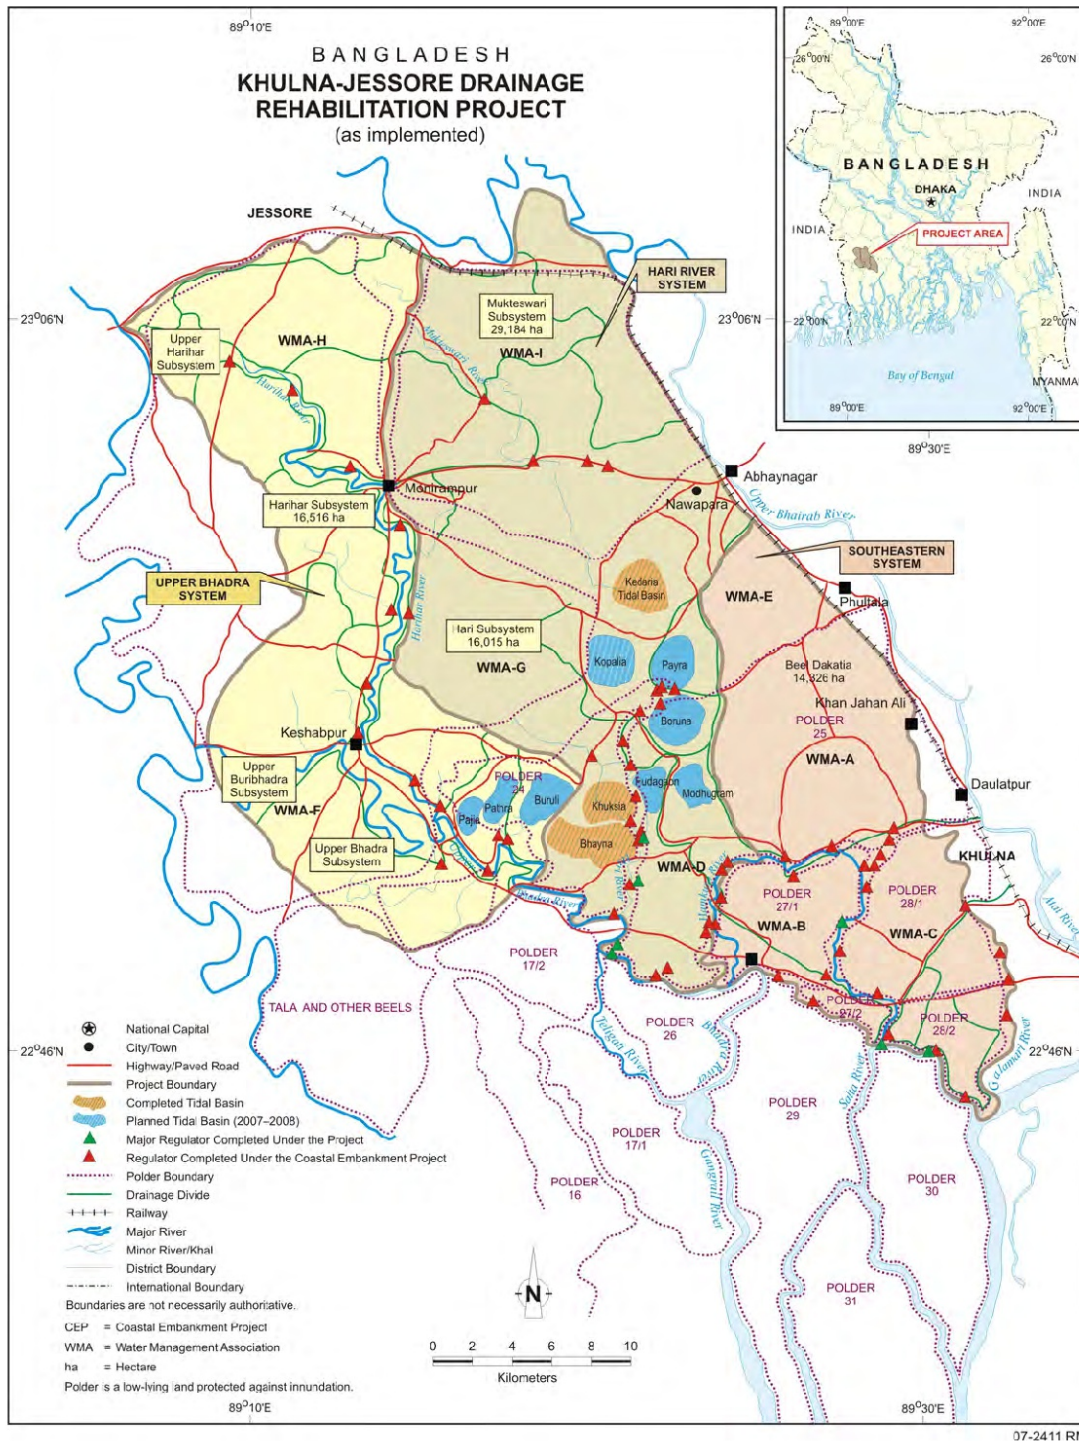 89°10'E
BANGLADESH
KHULNA-JESSORE DRAINAGE
REHABILITATION PROJECT
(as implemented)
89°00'E
92°00'E
26°00'N
26°00'N
BANGLADESH
DHAKA
INDIA
INDIA
PROJECT AREA
22°00'N
22°00'N
Bay of Bengal
MYANMA
89°00'E
92°00'E
JESSORE
HARI RIVER
SYSTEM
23°06'N
23°06'N
Mukteswari
Subsystem
29,184 ha
WMA-I
WMA-H
Upper
Harihar
Subsystem
Harihar River
Mukteswari River
89°30'E
Abhaynagar
Monirampur
Nawapara
Upper Bhairab River
Harihar Subsystem
16,516 ha
SOUTHEASTERN
SYSTEM
UPPER BHADRA
SYSTEM
Kedaria
Tidal Basin
WMA-E
Phultala
Harihar River
Hari Subsystem
16,015 ha
WMA-G
Kopalia
Payra
Beel Dakatia
14,326 ha
Khan Jahan Ali
POLDER
25
Boruna
Keshabpur
WMA-A
Upper
Buribhadra
Subsystem
WMA-F
POLDER
24
Buruli
Pathra
Pajia
Khuksia
Bhayna
Modhugram
Daulatpur
Upper Bhadra
Subsystem
WMA-D
KHULNA
POLDER
27/1
POLDER
28/1
WMA-B
WMA-C
POLDER
17/2
POLDER
27/2
POLDER
28/2
TALA AND OTHER BEELS
POLDER
26
Teligon River
Bhadra River
22°46'N
22°46'N
POLDER
29
POLDER
17/1
POLDER
16
POLDER
30
POLDER
31
National Capital
City/Town
Highway/Paved Road
Project Boundary
Completed Tidal Basin
Planned Tidal Basin (2007–2008)
Major Regulator Completed Under the Project
Regulator Completed Under the Coastal Embankment Project
Polder Boundary
Drainage Divide
Railway
Major River
Minor River/Khal
District Boundary
International Boundary
Boundaries are not necessarily authoritative.
CEP = Coastal Embankment Project
WMA = Water Management Association
ha = Hectare
Polder is a low-lying land protected against innundation.
N
0 2 4 6 8 10
Kilometers
89°10'E
89°30'E